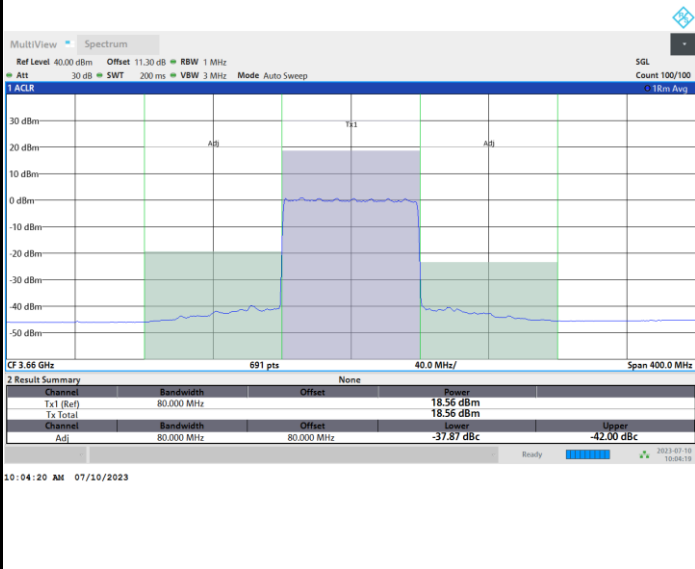 MultiView Spectrum
Ref Level 40.00 dBm Offset 11.30 dB RBW 1 MHz SGL
Att 30 dB SWT 200 ms VBW 3 MHz Mode Auto Sweep Count 100/100
1 ACLR 1Rm Avg
30 dBm
Tx1
20 dBm Adj Adj
10 dBm
0 dBm
-10 dBm
-20 dBm
-30 dBm
-40 dBm
-50 dBm
CF 3.66 GHz 691 pts 40.0 MHz/ Span 400.0 MHz
2 Result Summary None
Channel Bandwidth Offset Power
Tx1 (Ref) 80.000 MHz 18.56 dBm
Tx Total 18.56 dBm
Channel Bandwidth Offset Lower Upper
Adj 80.000 MHz 80.000 MHz -37.87 dBc -42.00 dBc
Ready 2023-07-10
10:04:19
10:04:20 AM 07/10/2023